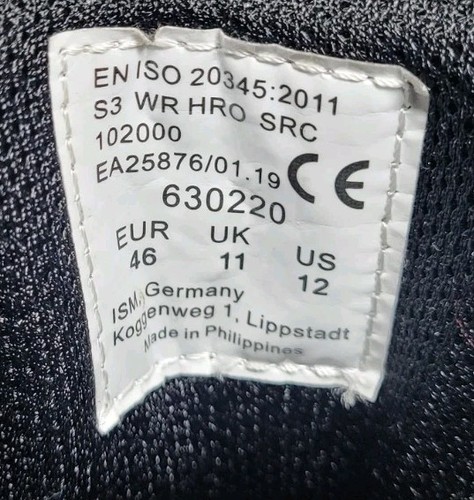 EN ISO 20345:2011
S3 WR HRO SRC
102000
EA25876/01.19 CE
630220
EUR UK US
46 11 12
ISM, Germany
Koggenweg 1, Lippstadt
Made in Philippines